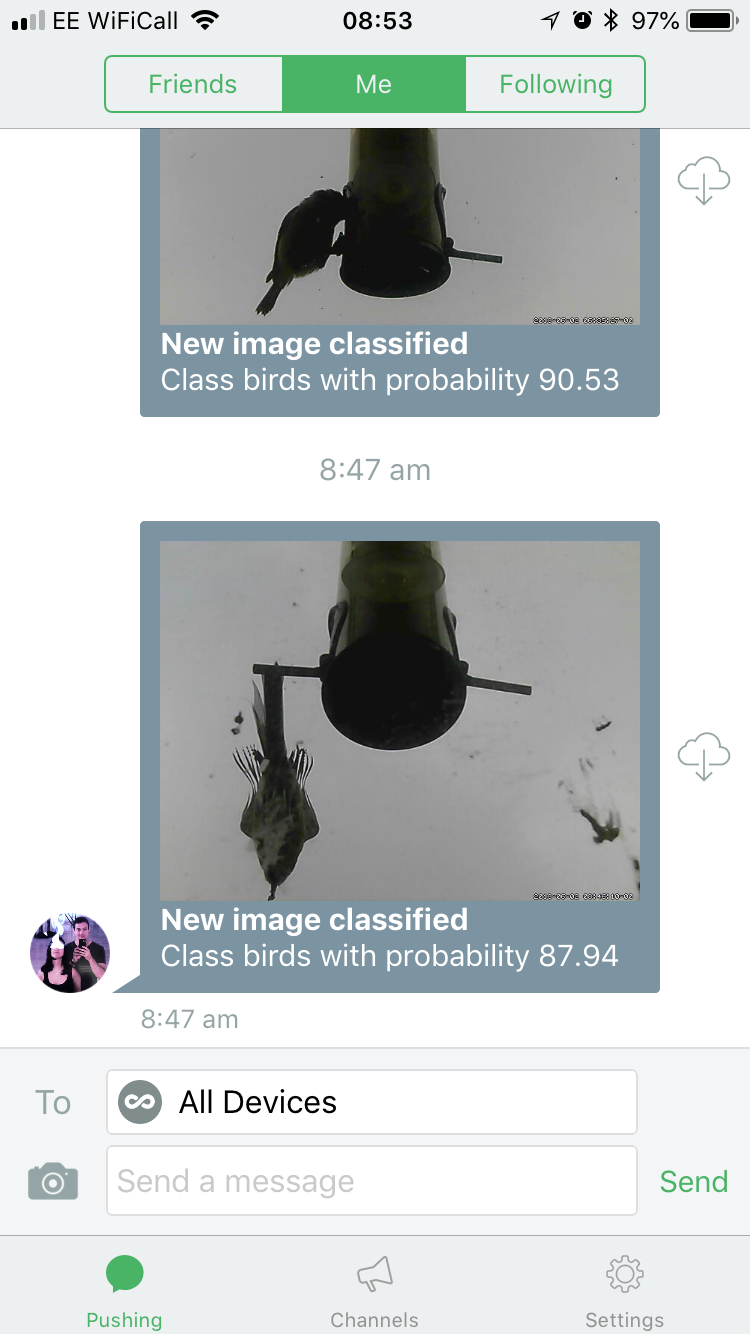 EE WiFiCall 08:53 97%
Friends Me Following
New image classified
Class birds with probability 90.53
8:47 am
New image classified
Class birds with probability 87.94
8:47 am
To All Devices
Send a message Send
Pushing Channels Settings